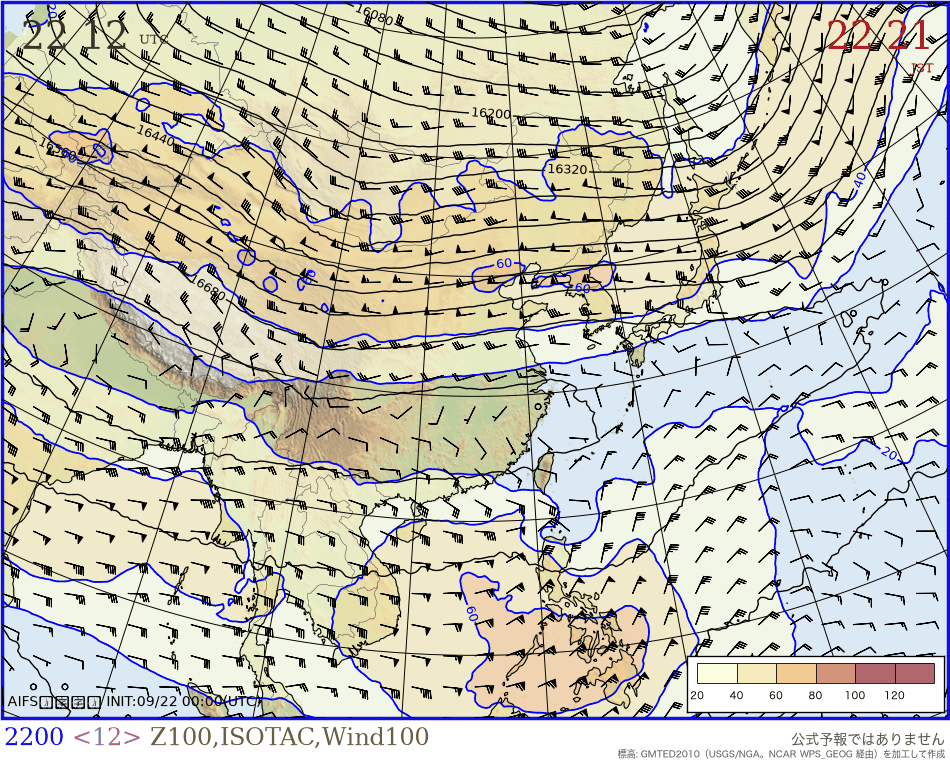 22 12 UTC
22 21
JST
20
16080
16200
16440
16560
16320
40
60
60
16680
20
60
20 40 60 80 100 120
AIFS INIT:09/22 00:00(UTC)
2200 <12> Z100,ISOTAC,Wind100
公式予報ではありません
標高: GMTED2010（USGS/NGA。NCAR WPS_GEOG 経由）を加工して作成